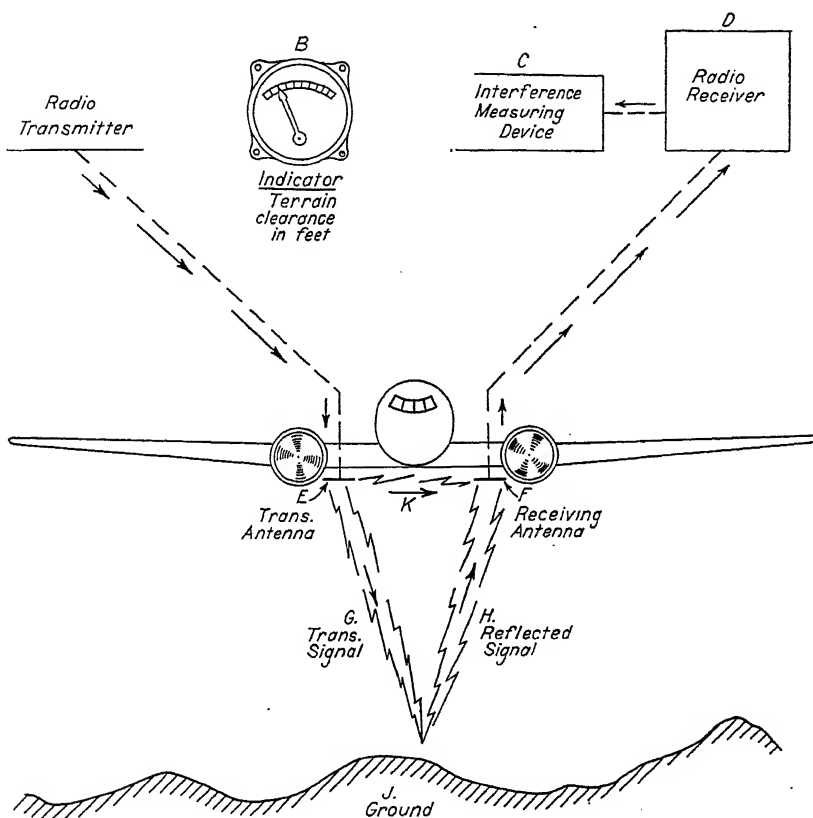 D
B
C
Radio
Transmitter
Interference
Measuring
Device
Radio
Receiver
Indicator
Terrain
clearance
in feet
E
K
F
Trans.
Antenna
Receiving
Antenna
G.
Trans.
Signal
H.
Reflected
Signal
J.
Ground